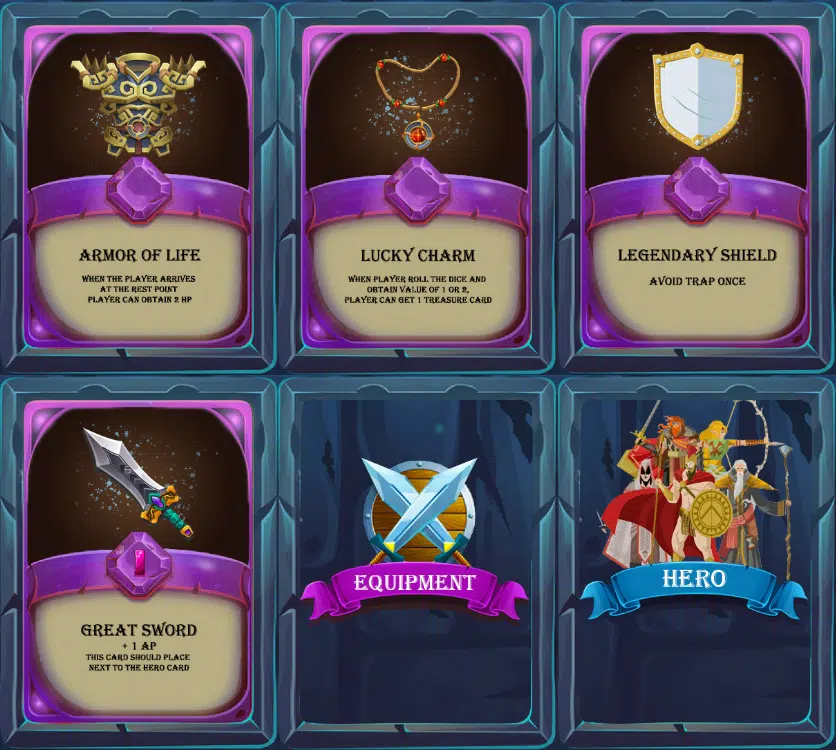 ARMOR OF LIFE
WHEN THE PLAYER ARRIVES
AT THE REST POINT
PLAYER CAN OBTAIN 2 HP
LUCKY CHARM
WHEN PLAYER ROLL THE DICE AND
OBTAIN VALUE OF 1 OR 2,
PLAYER CAN GET 1 TREASURE CARD
LEGENDARY SHIELD
AVOID TRAP ONCE
GREAT SWORD
+ 1 AP
THIS CARD SHOULD PLACE
NEXT TO THE HERO CARD
EQUIPMENT
HERO